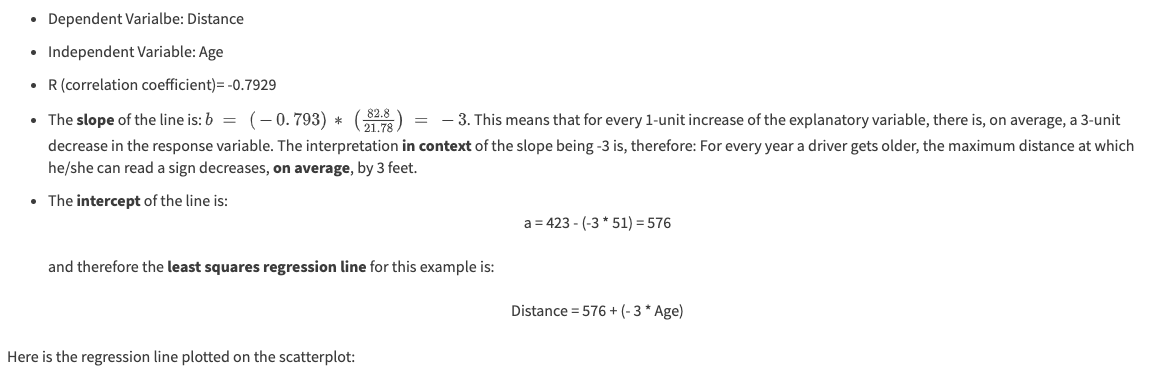 • Dependent Varialbe: Distance
• Independent Variable: Age
• R (correlation coefficient)= -0.7929
• The slope of the line is: b = (−0.793) ∗ (82.8/21.78) = −3. This means that for every 1-unit increase of the explanatory variable, there is, on average, a 3-unit
decrease in the response variable. The interpretation in context of the slope being -3 is, therefore: For every year a driver gets older, the maximum distance at which
he/she can read a sign decreases, on average, by 3 feet.
• The intercept of the line is:
a = 423 - (-3 * 51) = 576
and therefore the least squares regression line for this example is:
Distance = 576 + (- 3 * Age)
Here is the regression line plotted on the scatterplot: